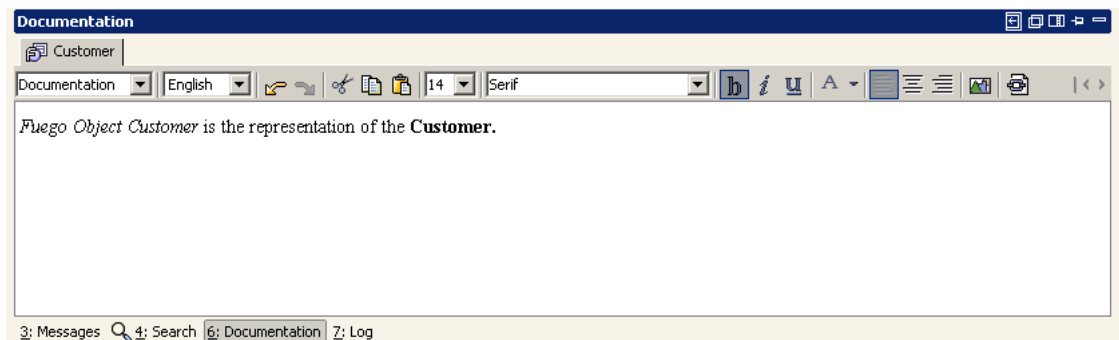 Documentation
Customer
Documentation English 14 Serif b i U A
Fuego Object Customer is the representation of the Customer.
3: Messages 4: Search 6: Documentation 7: Log